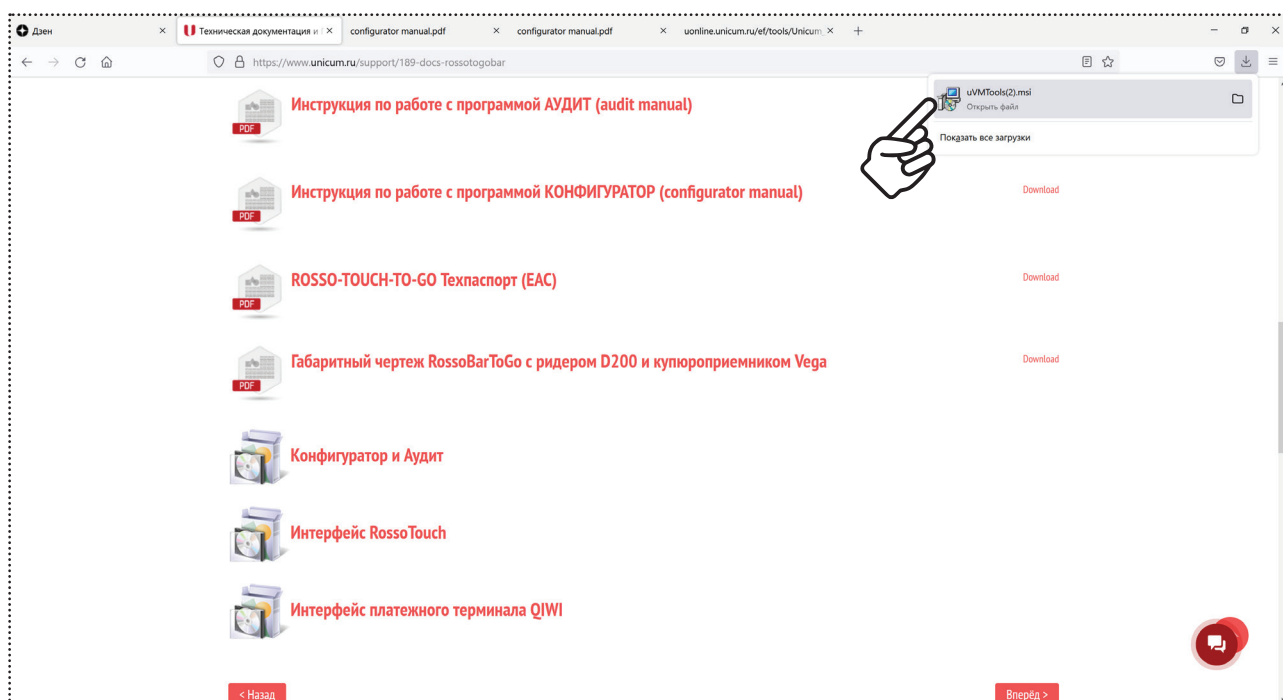 Дзен
Техническая документация и
configurator manual.pdf
configurator manual.pdf
uonline.unicum.ru/ef/tools/Unicum_
https://www.unicum.ru/support/189-docs-rossotogobar
uVMTools(2).msi
Открыть файл
Показать все загрузки
PDF
Инструкция по работе с программой АУДИТ (audit manual)
PDF
Инструкция по работе с программой КОНФИГУРАТОР (configurator manual)
Download
PDF
ROSSO-TOUCH-TO-GO Техпаспорт (EAC)
Download
PDF
Габаритный чертеж RossoBarToGo с ридером D200 и купюроприемником Vega
Download
Конфигуратор и Аудит
Интерфейс RossoTouch
Интерфейс платежного терминала QIWI
< Назад
Вперёд >